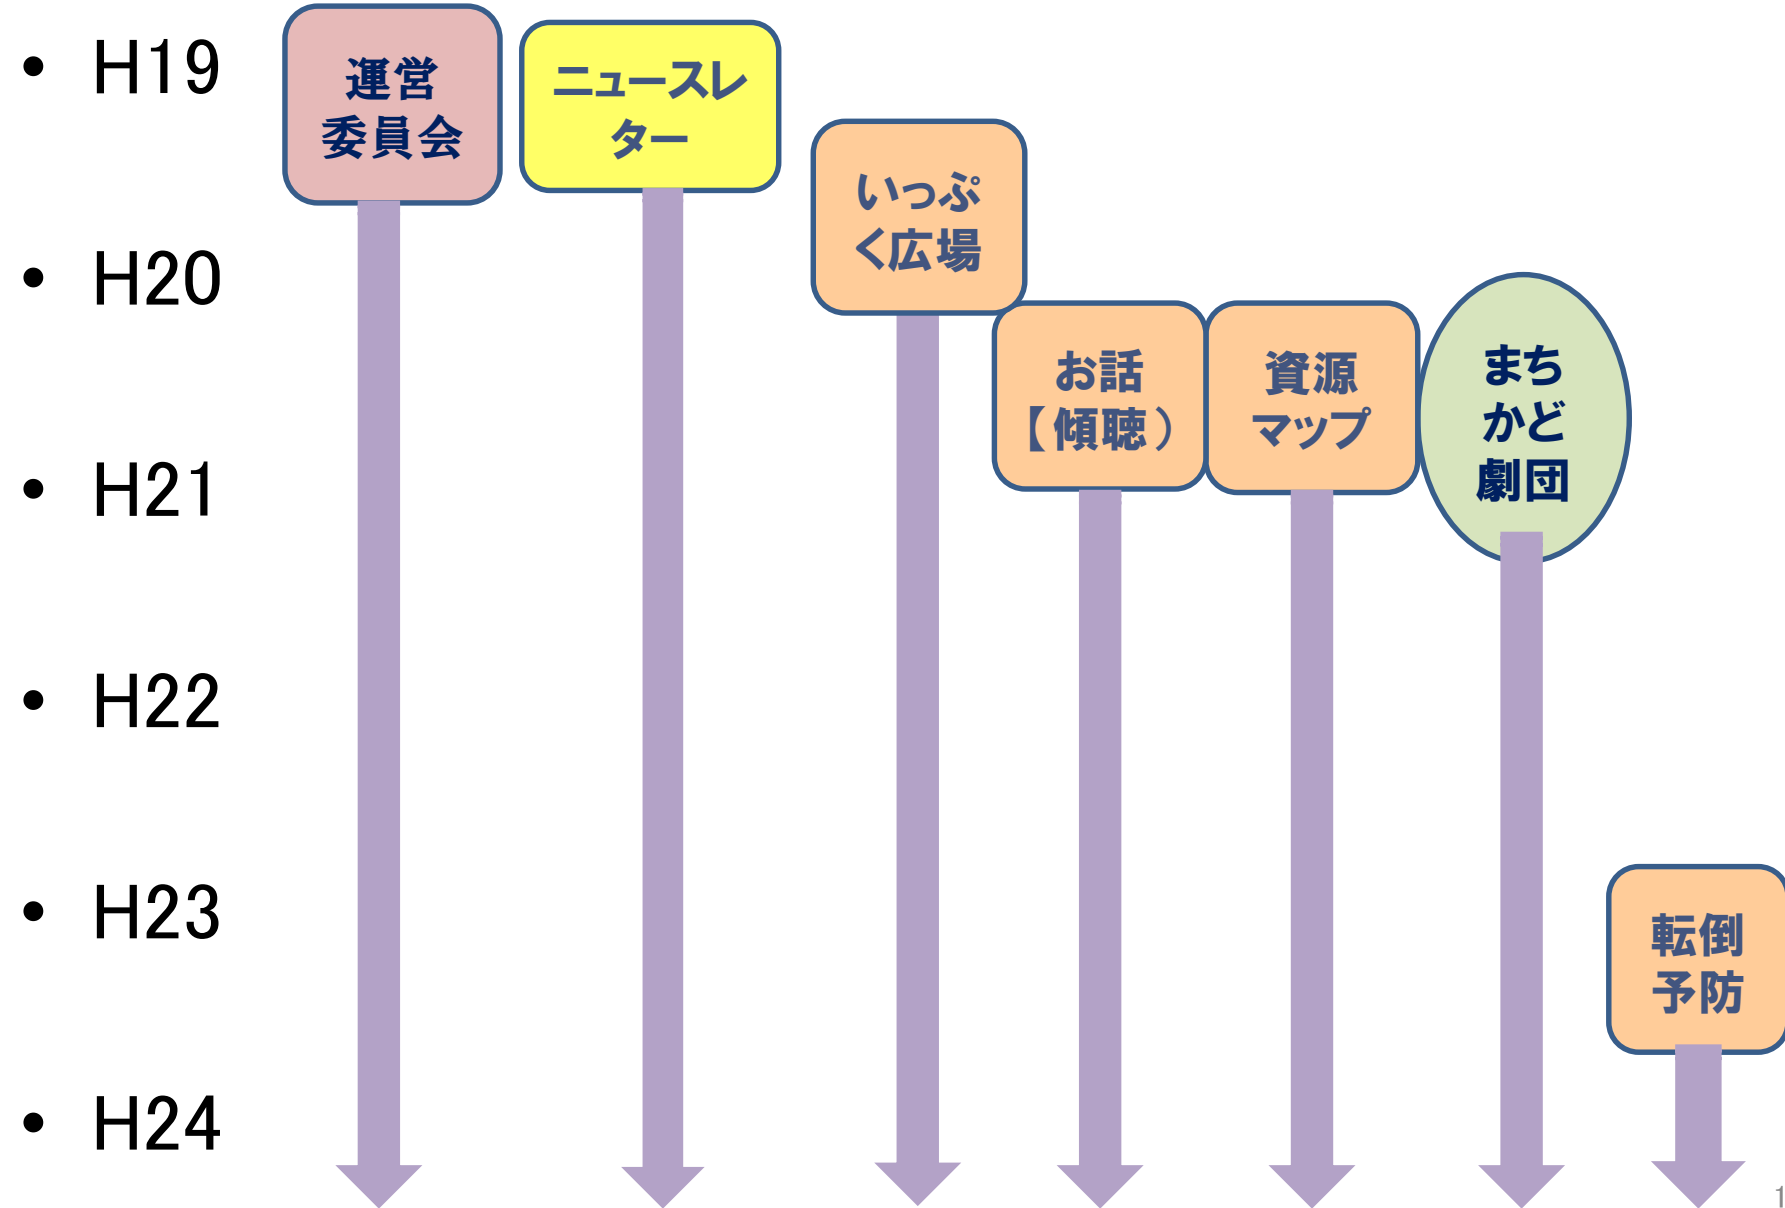 • H19
運営
委員会
ニュースレ
ター
いっぷ
く広場
• H20
お話
【傾聴）
資源
マップ
まち
かど
劇団
• H21
• H22
• H23
転倒
予防
• H24
1